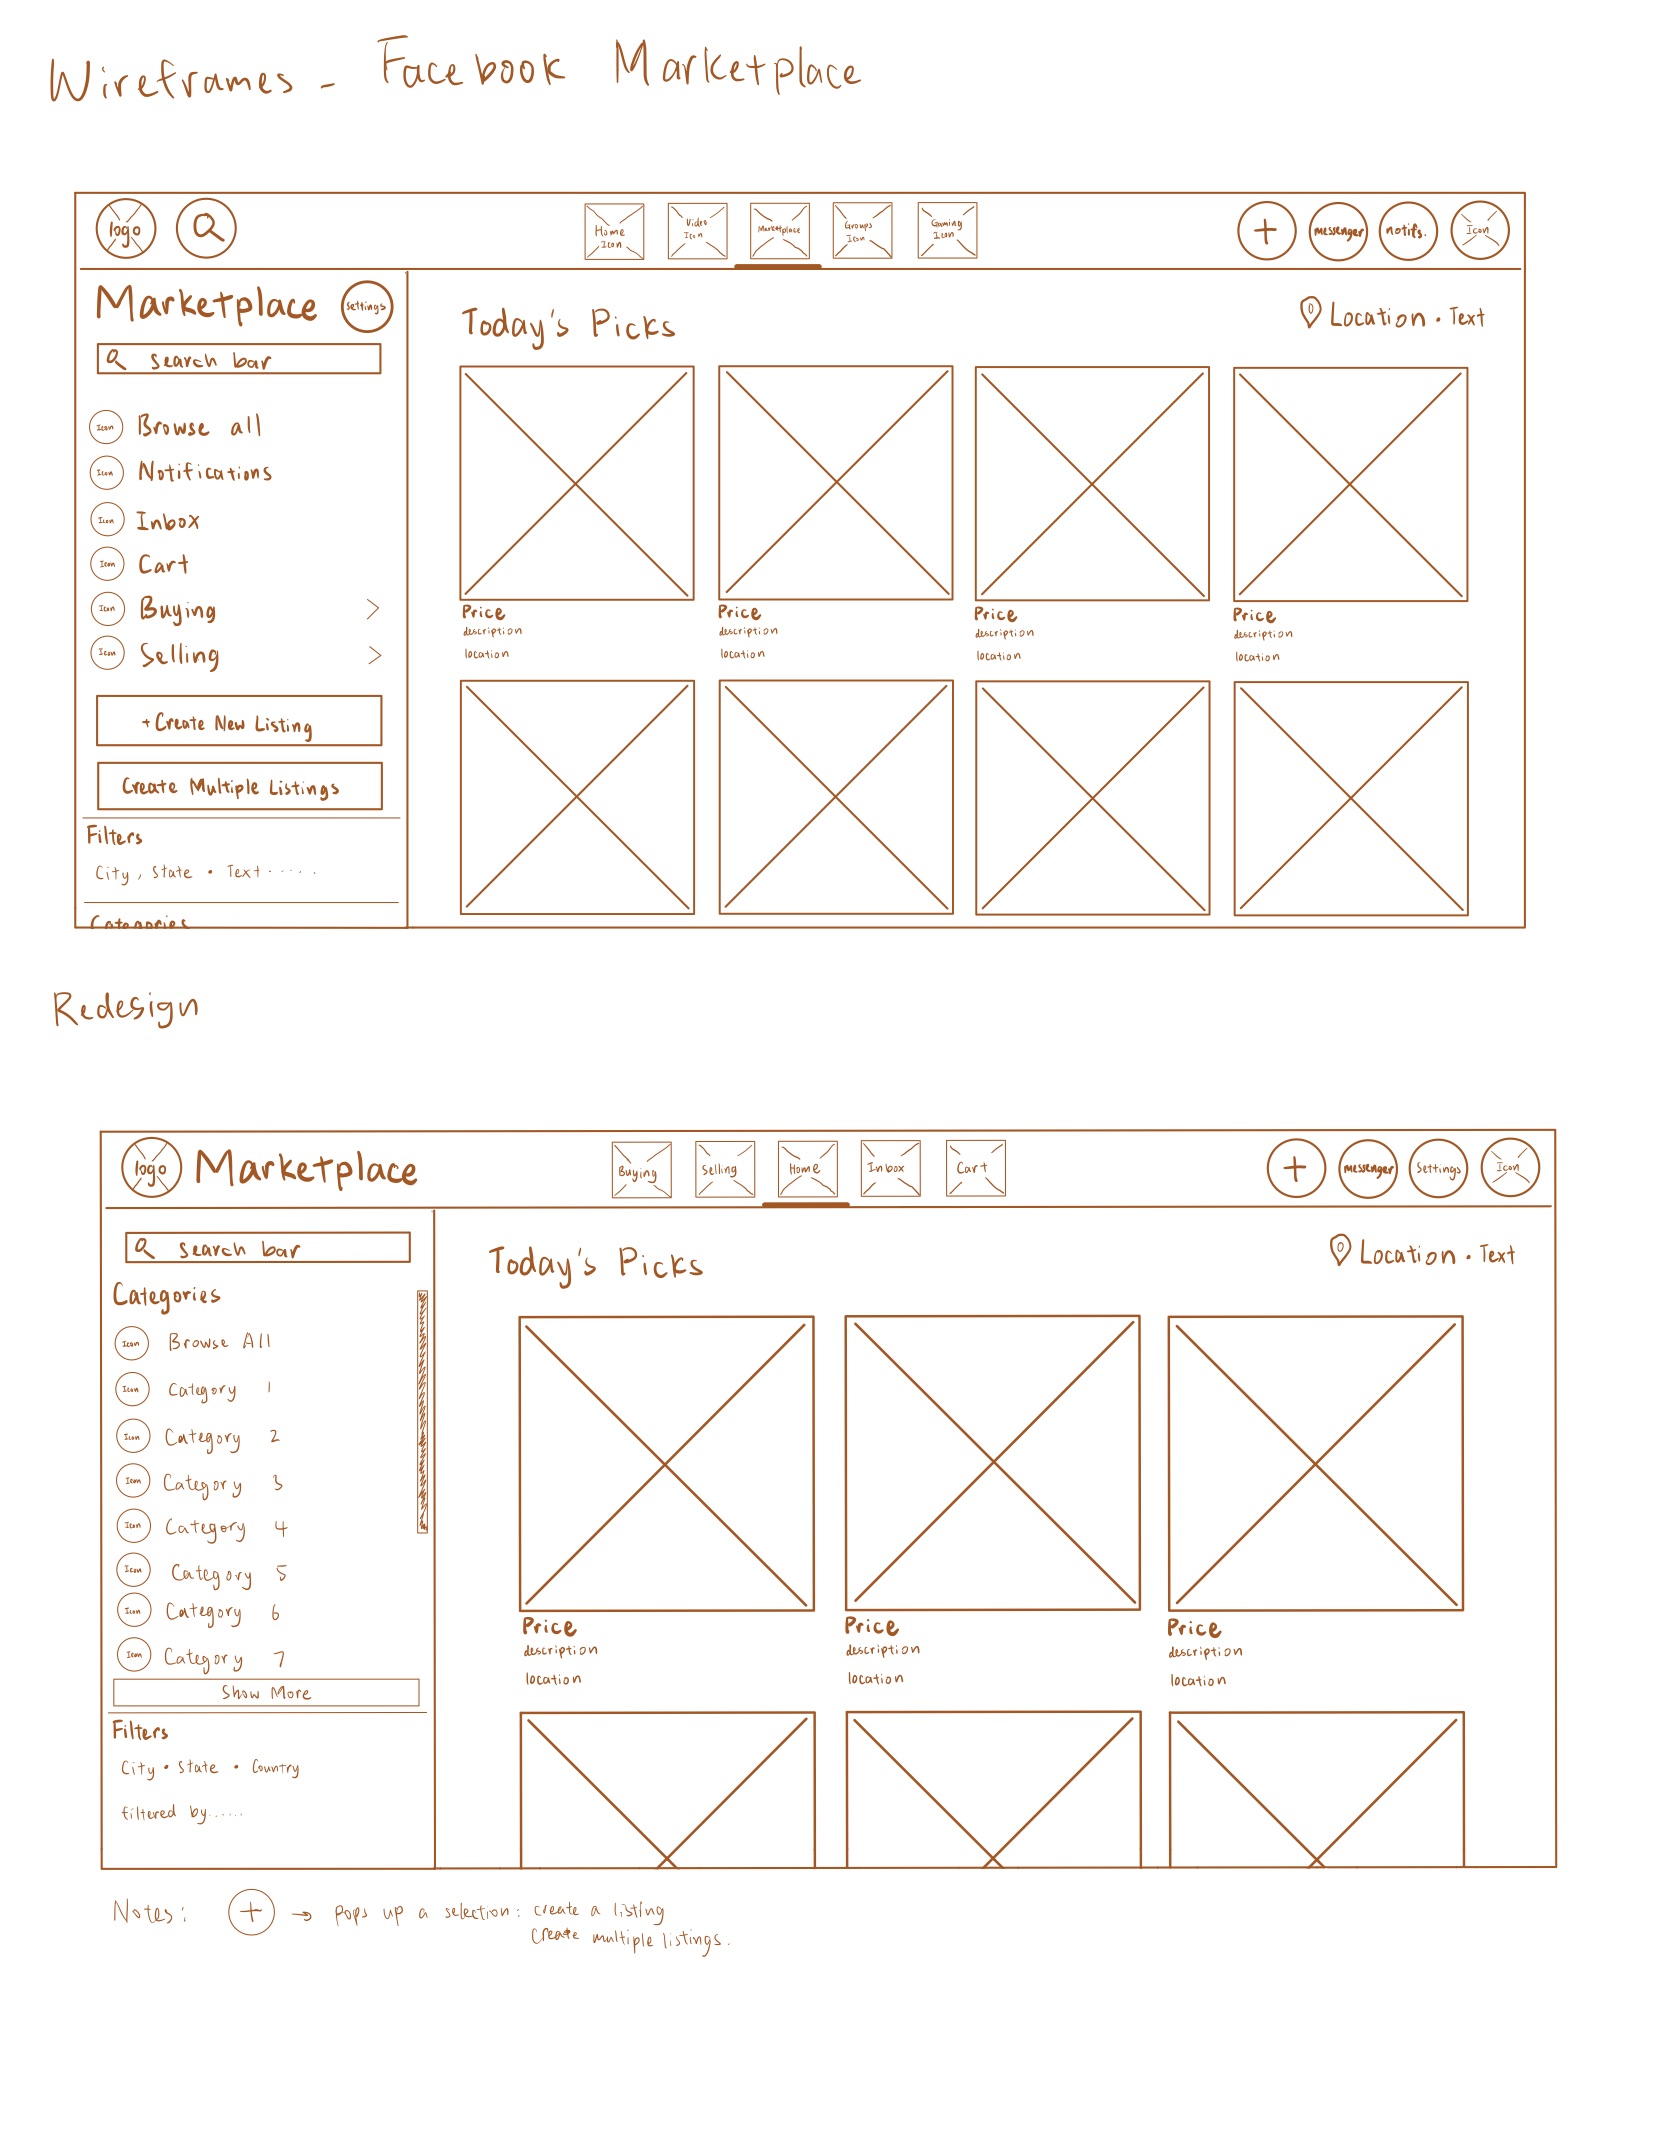 Wireframes - Facebook Marketplace
logo
Home Icon
Video Icon
Marketplace
Groups Icon
Gaming Icon
+
messenger
notifs.
Icon
Marketplace
settings
search bar
Icon Browse all
Icon Notifications
Icon Inbox
Icon Cart
Icon Buying >
Icon Selling >
+ Create New Listing
Create Multiple Listings
Filters
City, State • Text.....
Categories
Today's Picks
Location • Text
Price Price Price Price
description description description description
location location location location
Redesign
logo Marketplace
Buying
Selling
Home
Inbox
Cart
+
messenger
Settings
Icon
search bar
Categories
Icon Browse All
Icon Category 1
Icon Category 2
Icon Category 3
Icon Category 4
Icon Category 5
Icon Category 6
Icon Category 7
Show More
Filters
City • State • Country
filtered by......
Today's Picks
Location • Text
Price Price Price
description description description
location location location
Notes: + → pops up a selection: create a listing
create multiple listings.